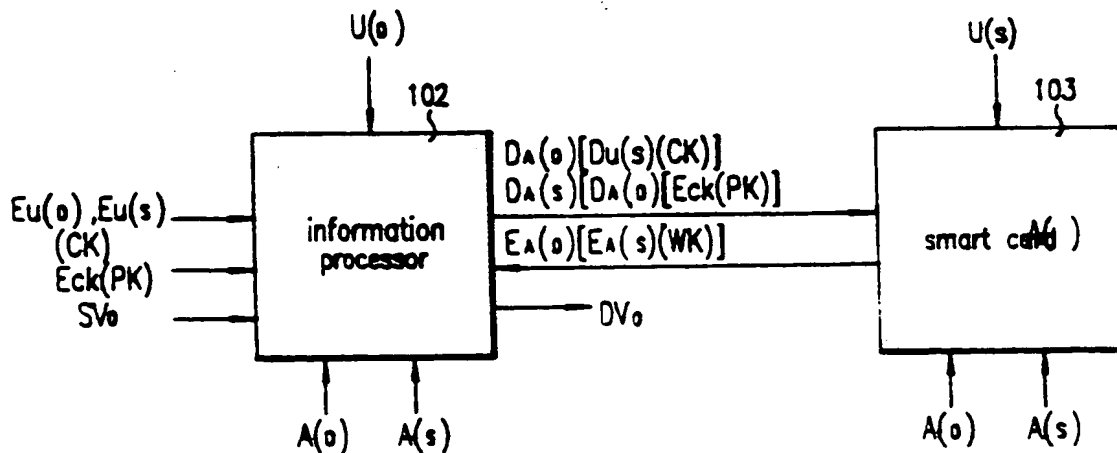 U(o)
U(s)
102
103
DA(o)[Du(s)(CK)]
DA(s)[DA(o)[Eck(PK)]
Eu(o) ,Eu(s)
(CK)
Eck(PK)
SVo
information
processor
EA(o)[EA(s)(WK)]
DVo
smart
A(o)
A(s)
A(o)
A(s)